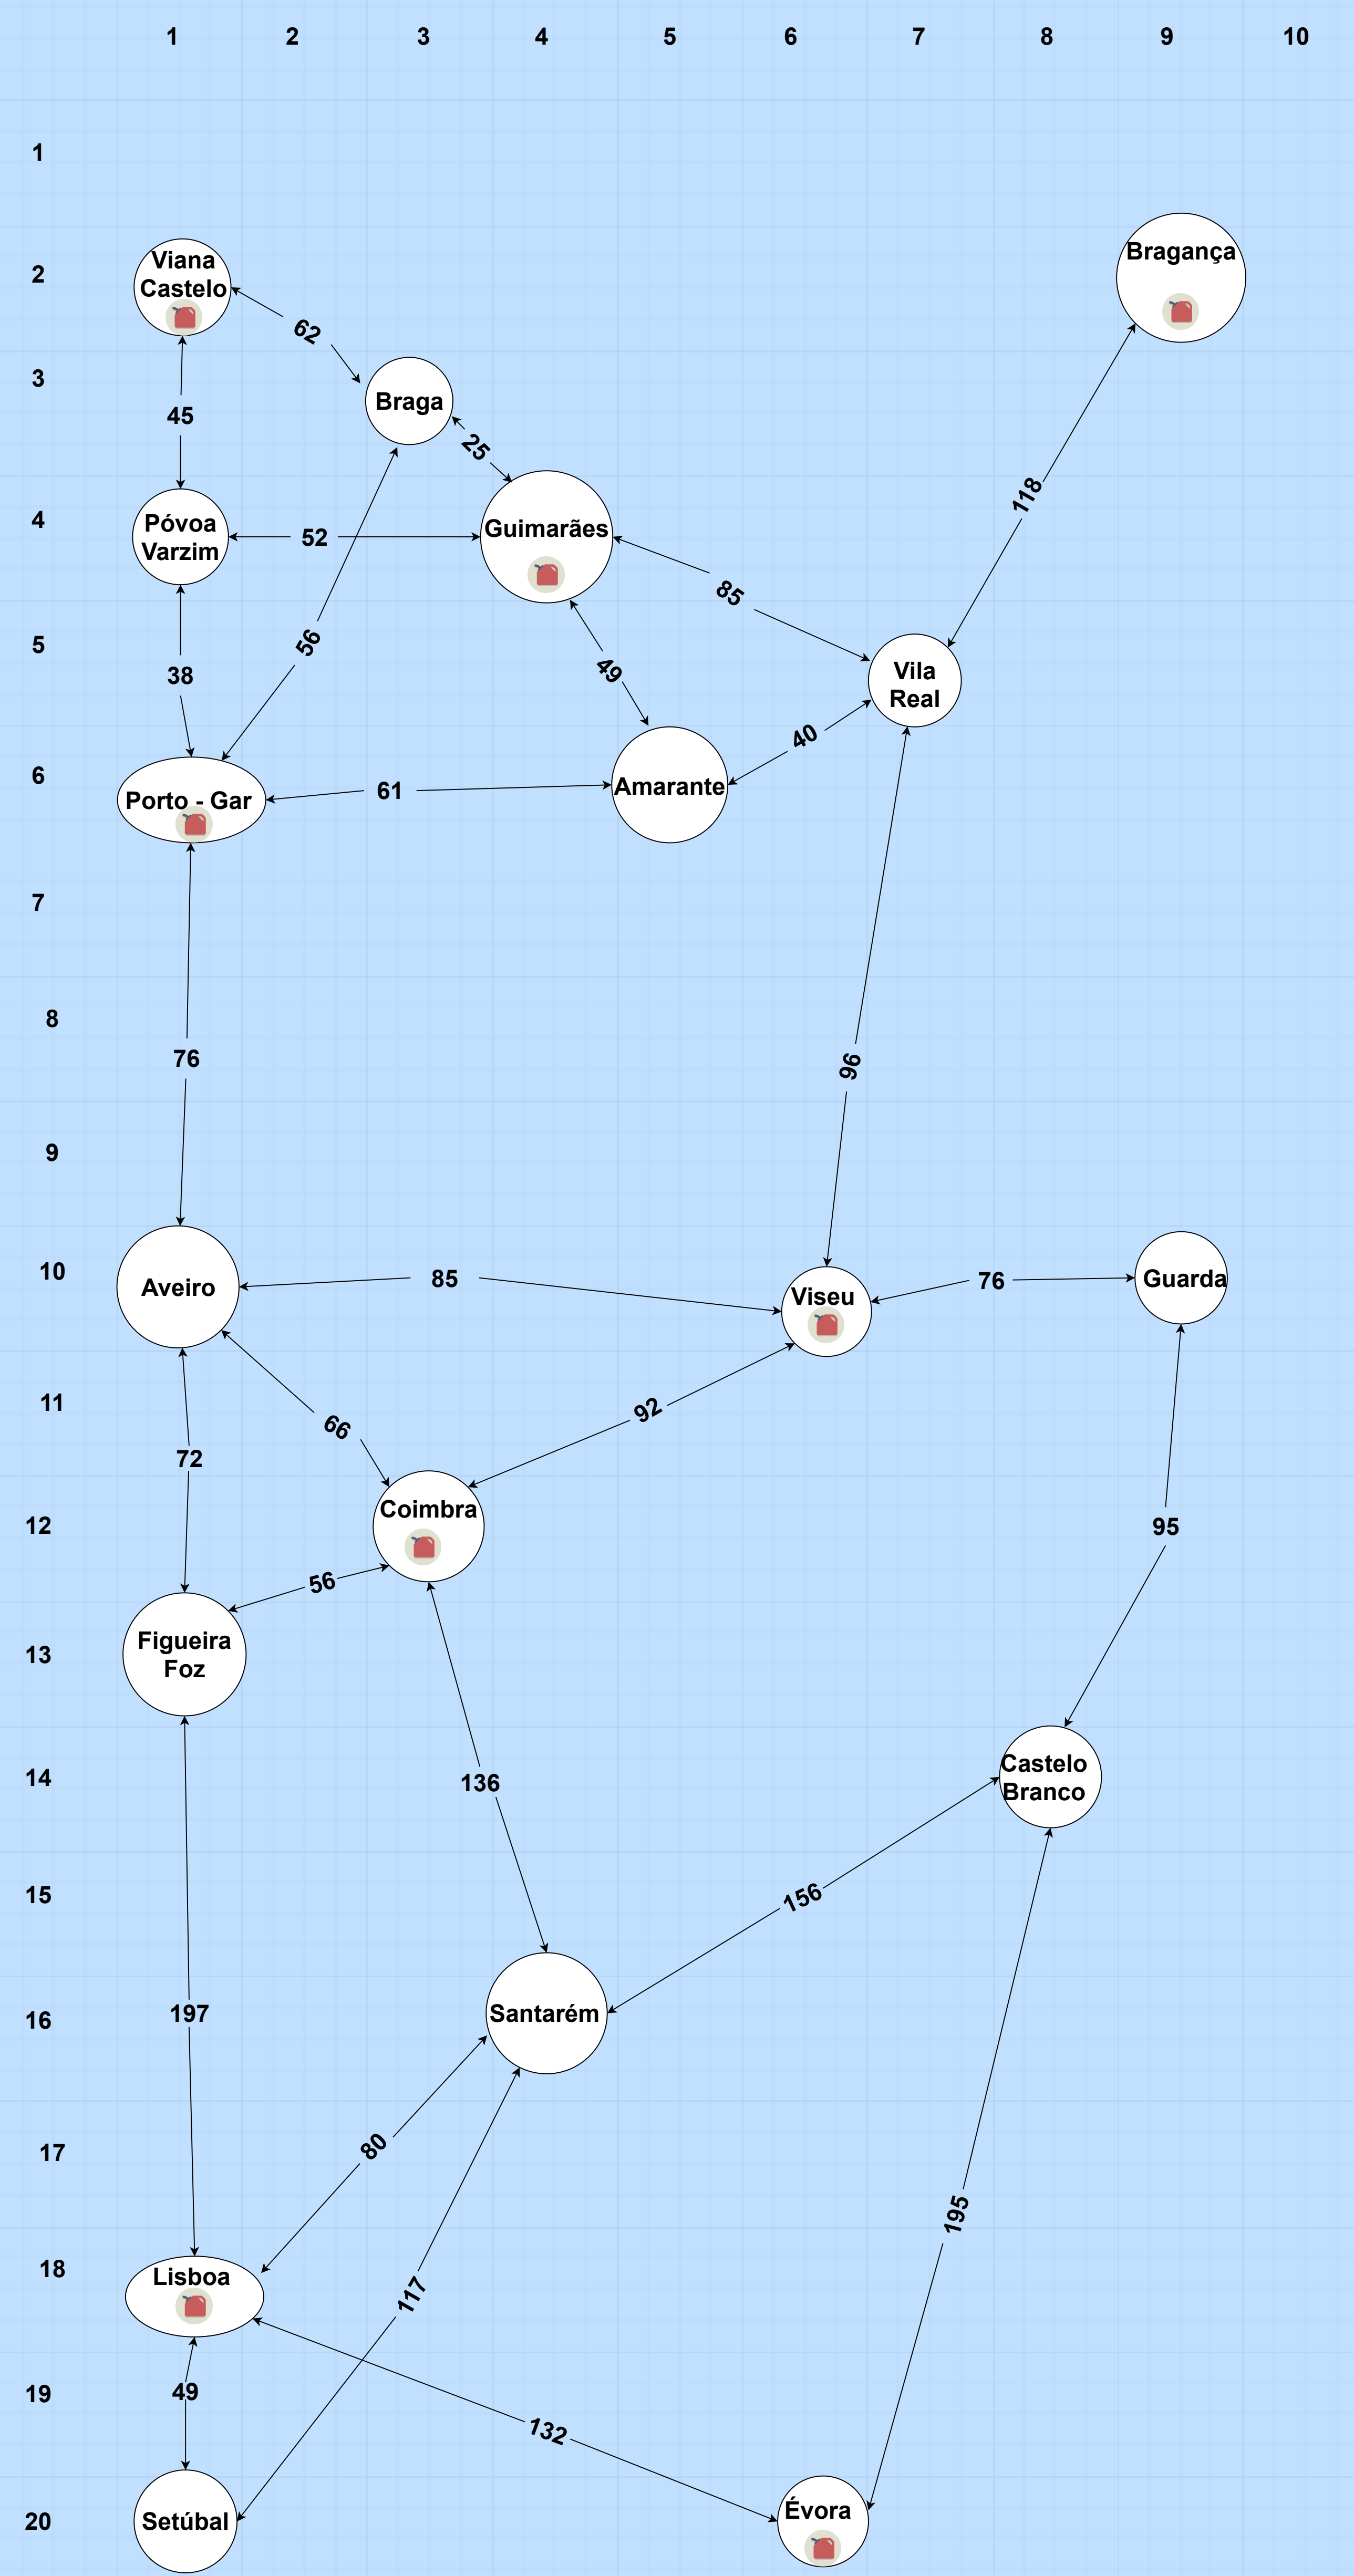 1 2 3 4 5 6 7 8 9 10
1
2
Viana
Castelo
Bragança
62
3
Braga
45
25
118
4
Póvoa
Varzim
52
Guimarães
85
5
56
38
49
Vila
Real
40
6
Porto - Gar
61
Amarante
7
8
76
96
9
10
Aveiro
85
Viseu
76
Guarda
11
66
92
72
12
Coimbra
95
56
13
Figueira
Foz
14
136
Castelo
Branco
15
156
16
197
Santarém
17
80
195
18
Lisboa
117
19
49
132
20
Setúbal
Évora